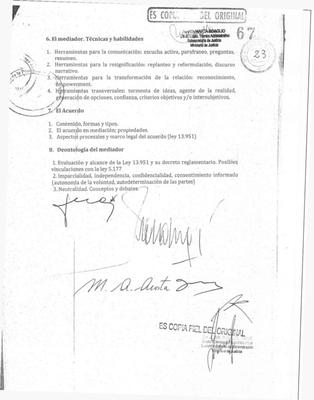 ES COPIA FIEL DEL ORIGINAL
67
23
6. El mediador. Técnicas y habilidades
1. Herramientas para la comunicación: escucha activa, parafraseo, preguntas,
resumen.
2. Herramientas para la resignificación: replanteo y reformulación, discurso
narrativo.
3. Herramientas para la transformación de la relación: reconocimiento,
empowerment.
4. Herramientas transversales: tormenta de ideas, agente de la realidad,
generación de opciones, confianza, criterios objetivos y/o intersubjetivos.
7. El Acuerdo
1. Contenido, formas y tipos.
2. El acuerdo en mediación; propiedades.
3. Aspectos procesales y marco legal del acuerdo (ley 13.951)
8. Deontología del mediador
1. Evaluación y alcance de la Ley 13.951 y su decreto reglamentario. Posibles
vinculaciones con la ley 5.177
2. Imparcialidad, independencia, confidencialidad, consentimiento informado
(autonomía de la voluntad, autodeterminación de las partes)
3. Neutralidad. Conceptos y debates.
M. A. Acosta
ES COPIA FIEL DEL ORIGINAL